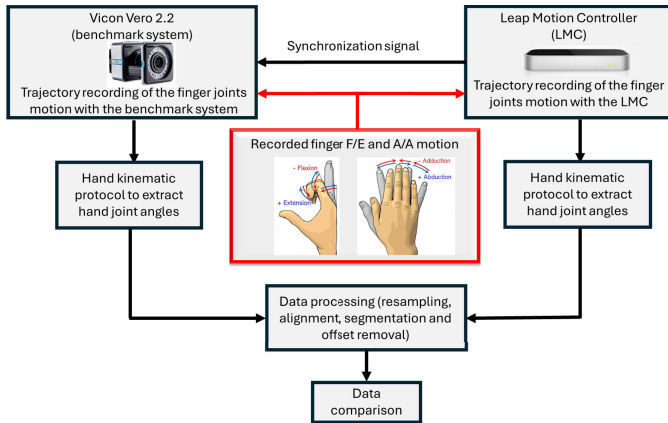 Vicon Vero 2.2
(benchmark system)
Trajectory recording of the finger joints
motion with the benchmark system
Synchronization signal
Leap Motion Controller
(LMC)
Trajectory recording of the finger
joints motion with the LMC
Recorded finger F/E and A/A motion
- Flexion
+ Extension
- Adduction
+ Abduction
Hand kinematic
protocol to extract
hand joint angles
Hand kinematic
protocol to extract
hand joint angles
Data processing (resampling,
alignment, segmentation and
offset removal)
Data
comparison